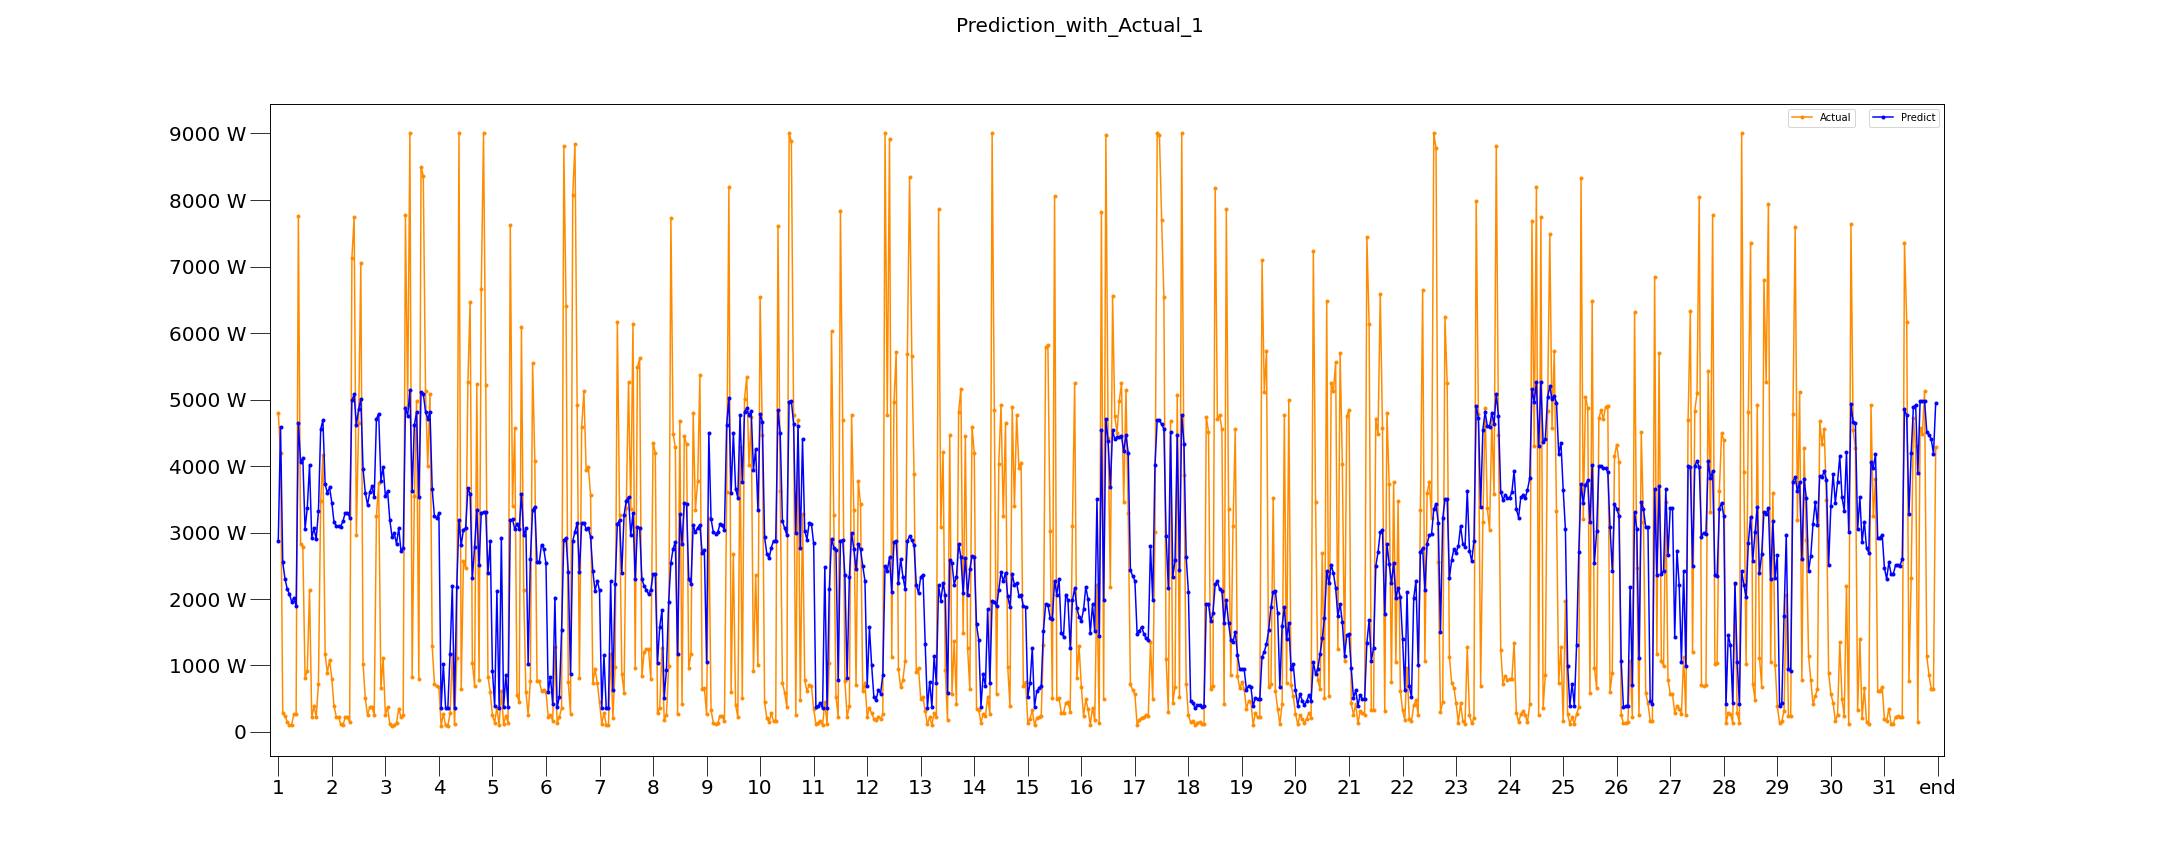 Prediction_with_Actual_1
Actual Predict
9000 W
8000 W
7000 W
6000 W
5000 W
4000 W
3000 W
2000 W
1000 W
0
1 2 3 4 5 6 7 8 9 10 11 12 13 14 15 16 17 18 19 20 21 22 23 24 25 26 27 28 29 30 31 end